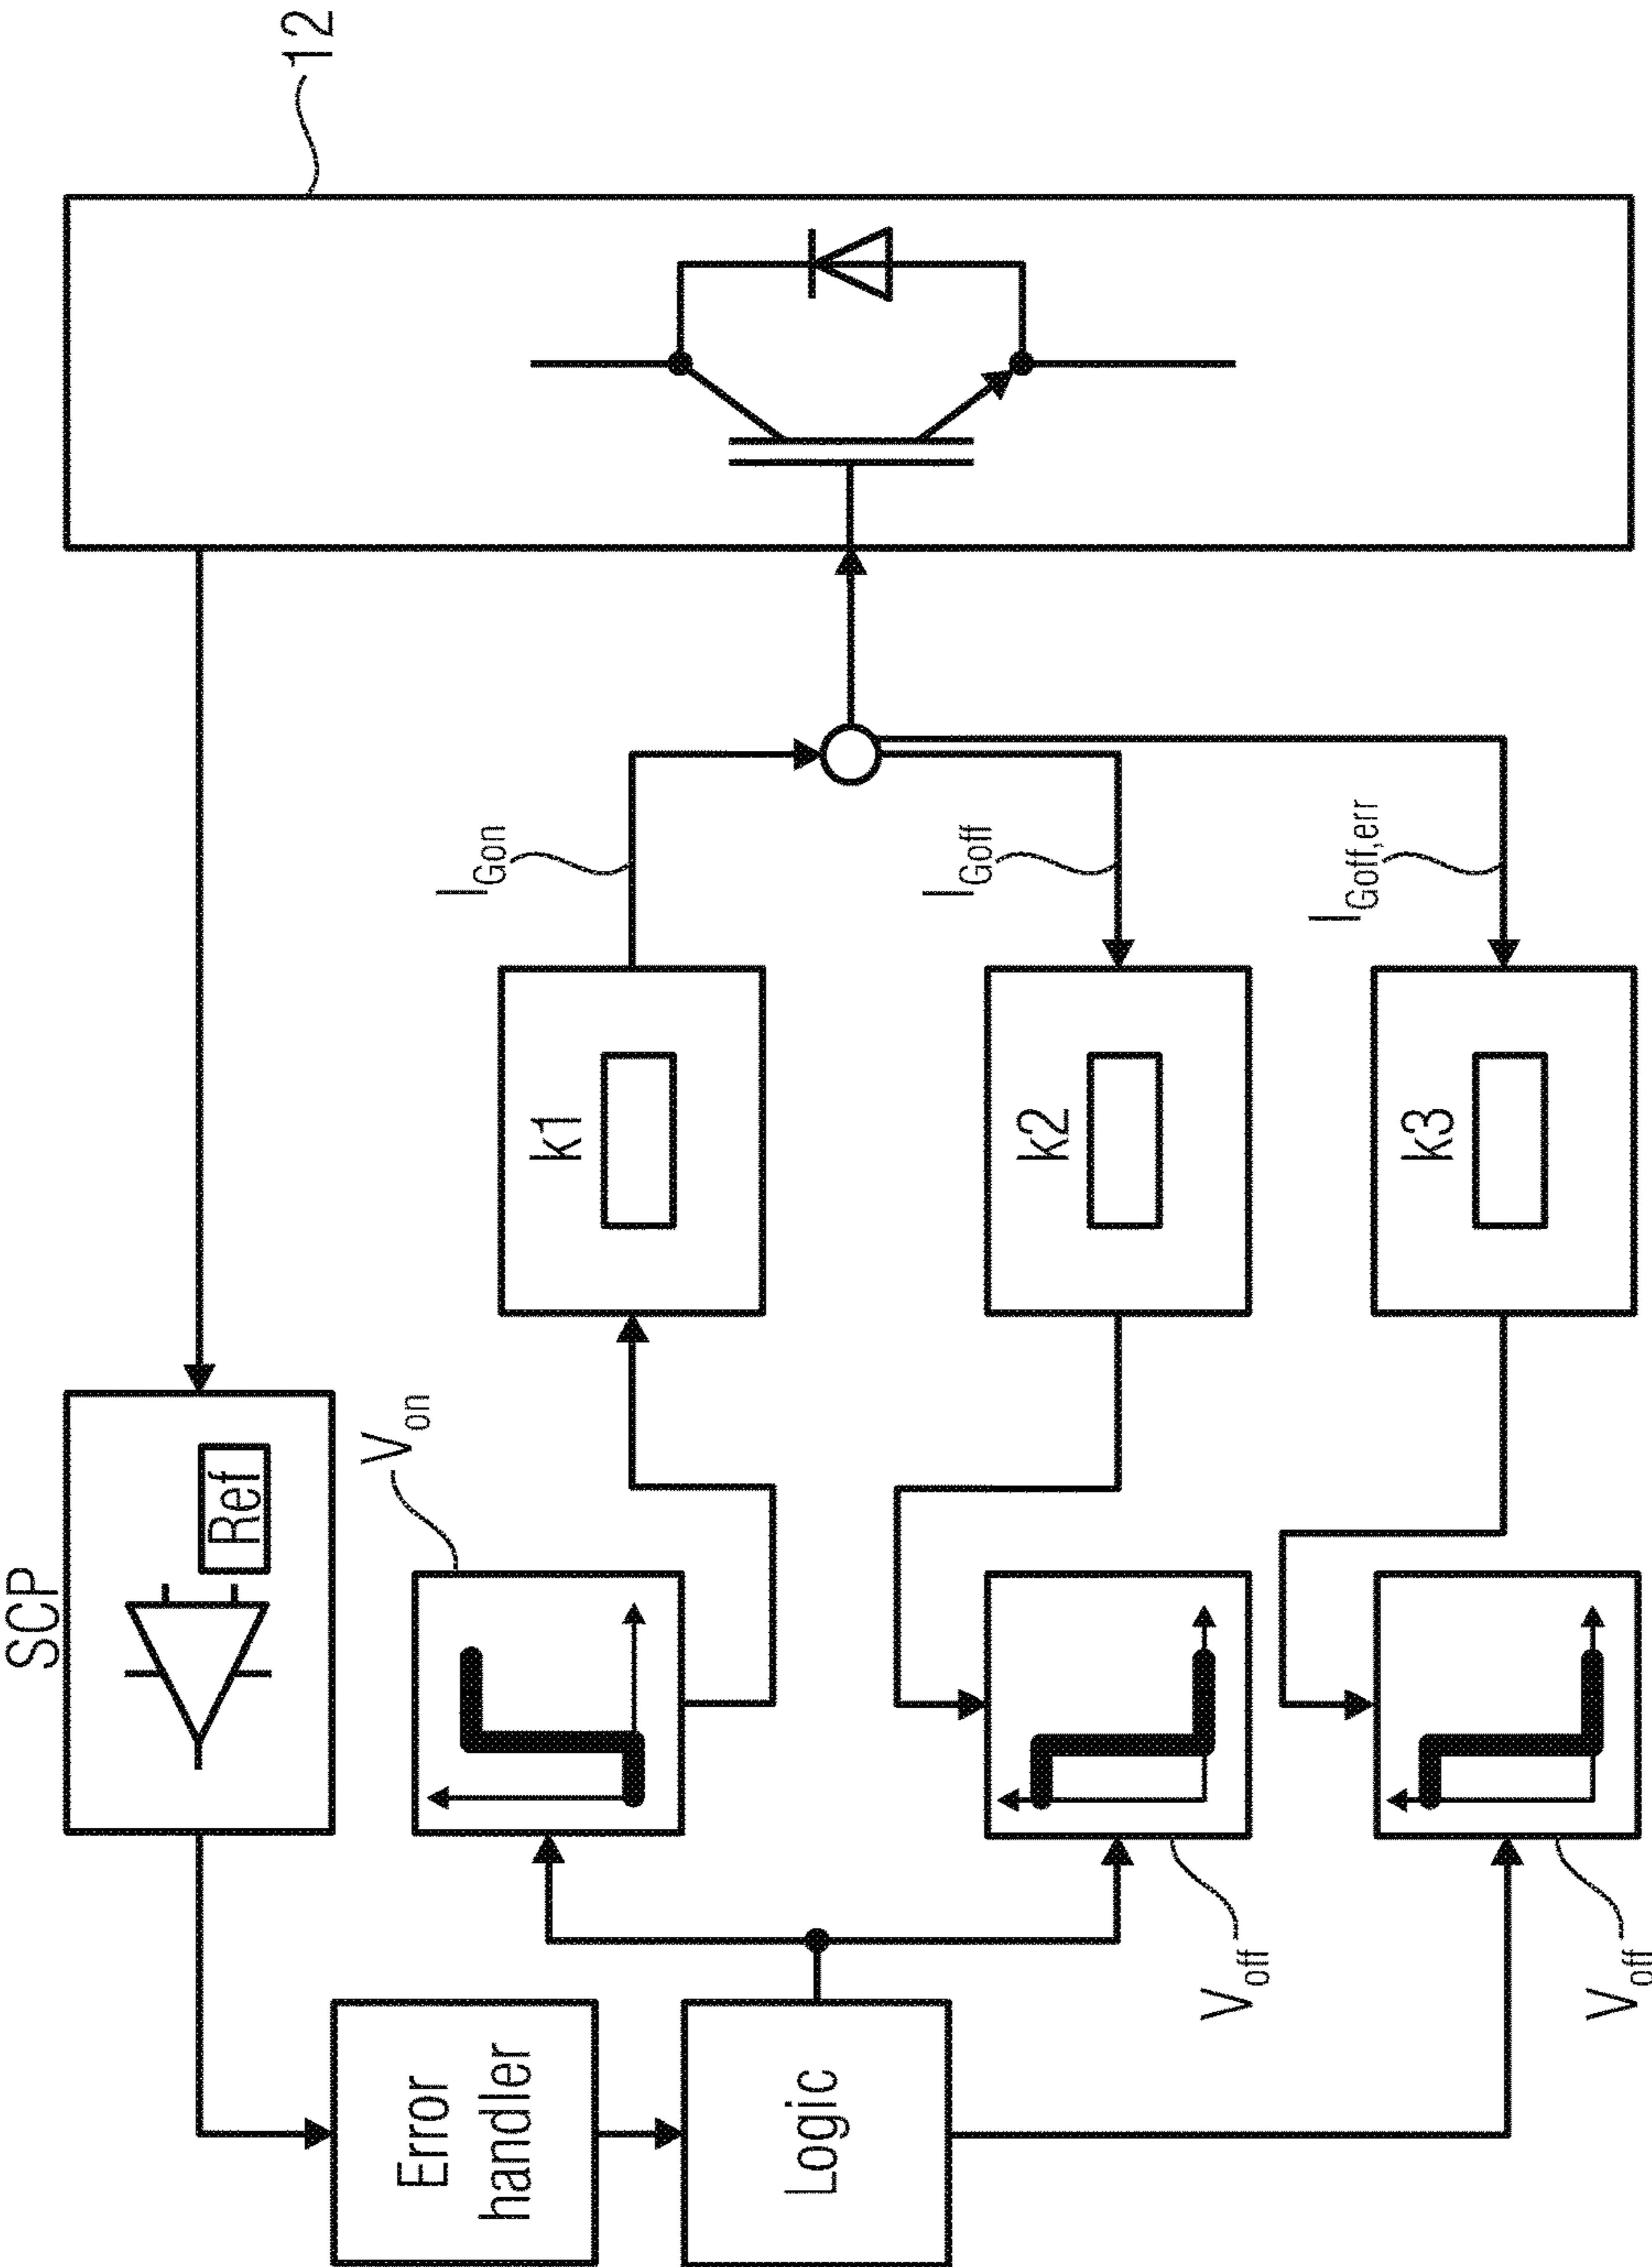 SCP
Ref
12
Error
handler
Logic
V_on
k1
I_Gon
V_off
k2
I_Goff
V_off
k3
I_Goff,err